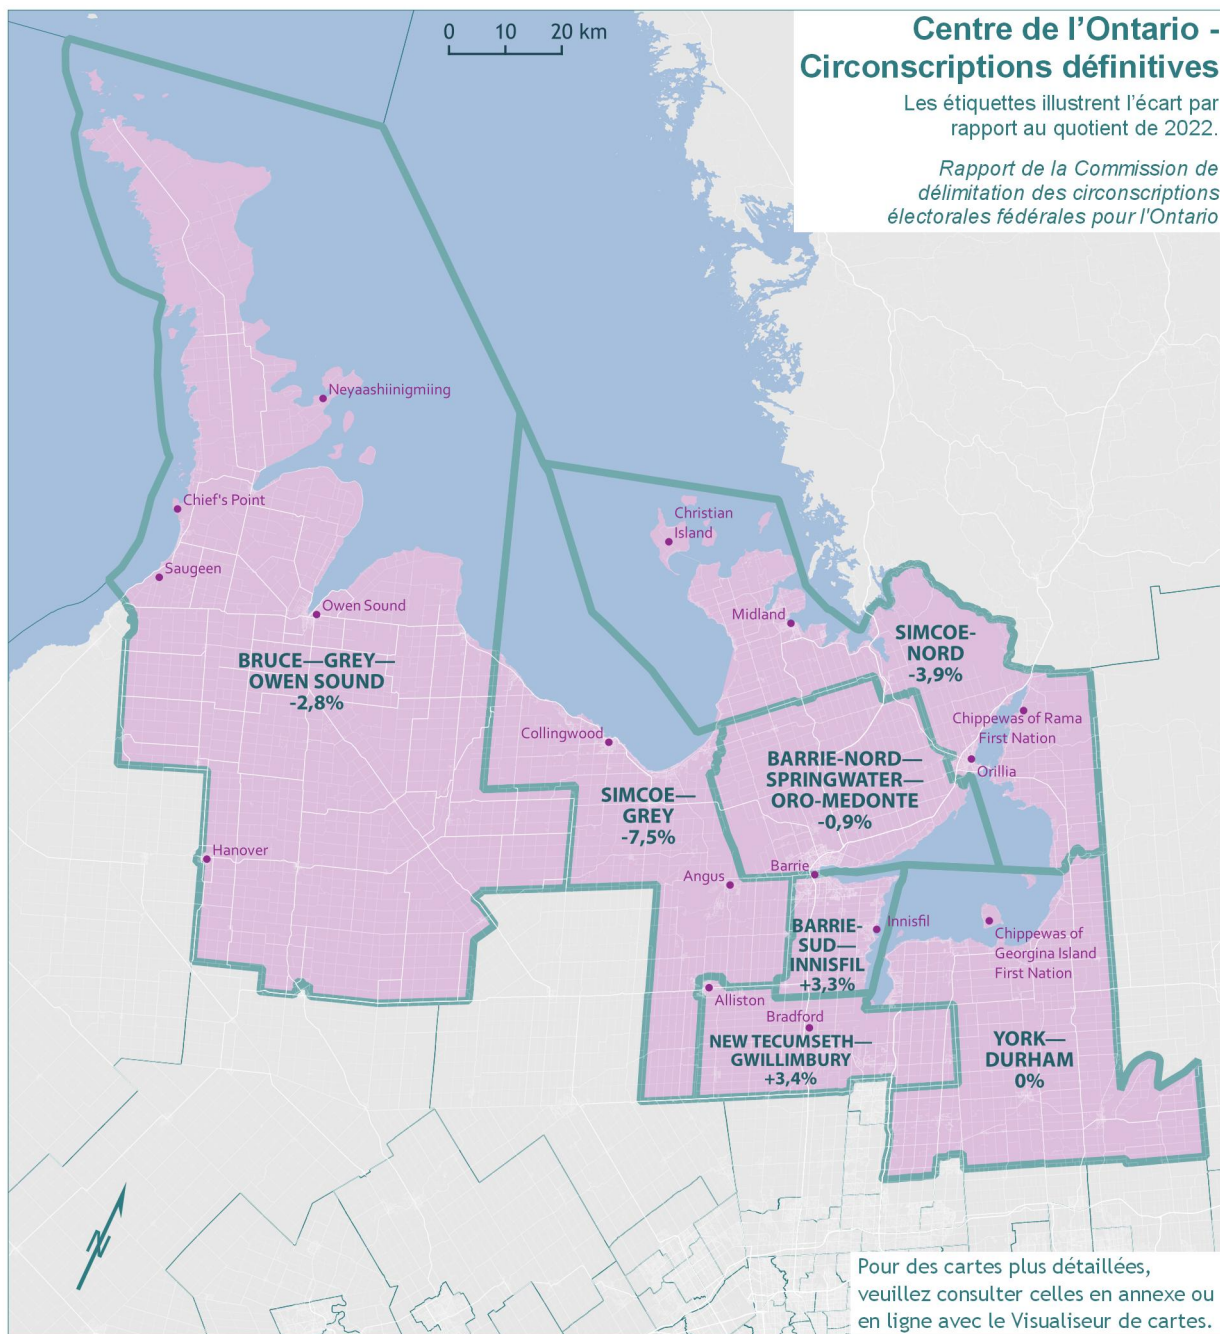 0 10 20 km
Centre de l'Ontario -
Circonscriptions définitives
Les étiquettes illustrent l'écart par
rapport au quotient de 2022.
Rapport de la Commission de
délimitation des circonscriptions
électorales fédérales pour l'Ontario
Neyaashiinigmiing
Chief's Point
Saugeen
Owen Sound
BRUCE—GREY—
OWEN SOUND
-2,8%
Hanover
Christian
Island
Midland
SIMCOE-
NORD
-3,9%
Chippewas of Rama
First Nation
Orillia
Collingwood
SIMCOE—
GREY
-7,5%
BARRIE-NORD—
SPRINGWATER—
ORO-MEDONTE
-0,9%
Barrie
Angus
BARRIE-
SUD—
INNISFIL
+3,3%
Innisfil
Chippewas of
Georgina Island
First Nation
Alliston
Bradford
NEW TECUMSETH—
GWILLIMBURY
+3,4%
YORK—
DURHAM
0%
N
Pour des cartes plus détaillées,
veuillez consulter celles en annexe ou
en ligne avec le Visualiseur de cartes.